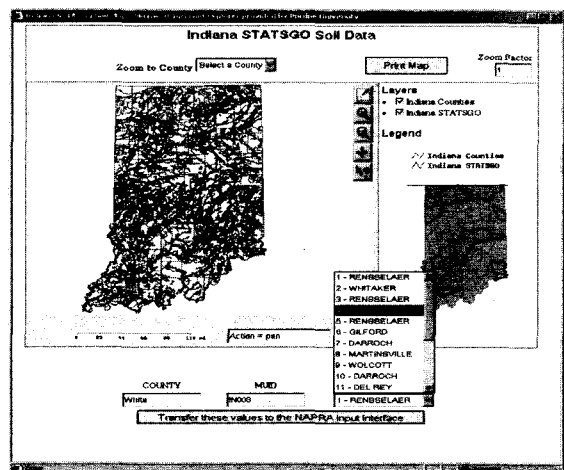 Indiana STATSGO Soil Data
Zoom to County Select a County
Print Map
Zoom Factor
1
Layers
Indiana Counties
Indiana STATSGO
Legend
Indiana Counties
Indiana STATSGO
1 - RENSSELAER
2 - WHITAKER
3 - RENSSELAER
5 - RENSSELAER
6 - GILFORD
7 - DARROCH
8 - MARTINSVILLE
9 - WOLCOTT
10 - DARROCH
11 - DEL REY
Action = pan
COUNTY
MUID
White
IN003
1 - RENSSELAER
Transfer these values to the NAPRA Input Interface